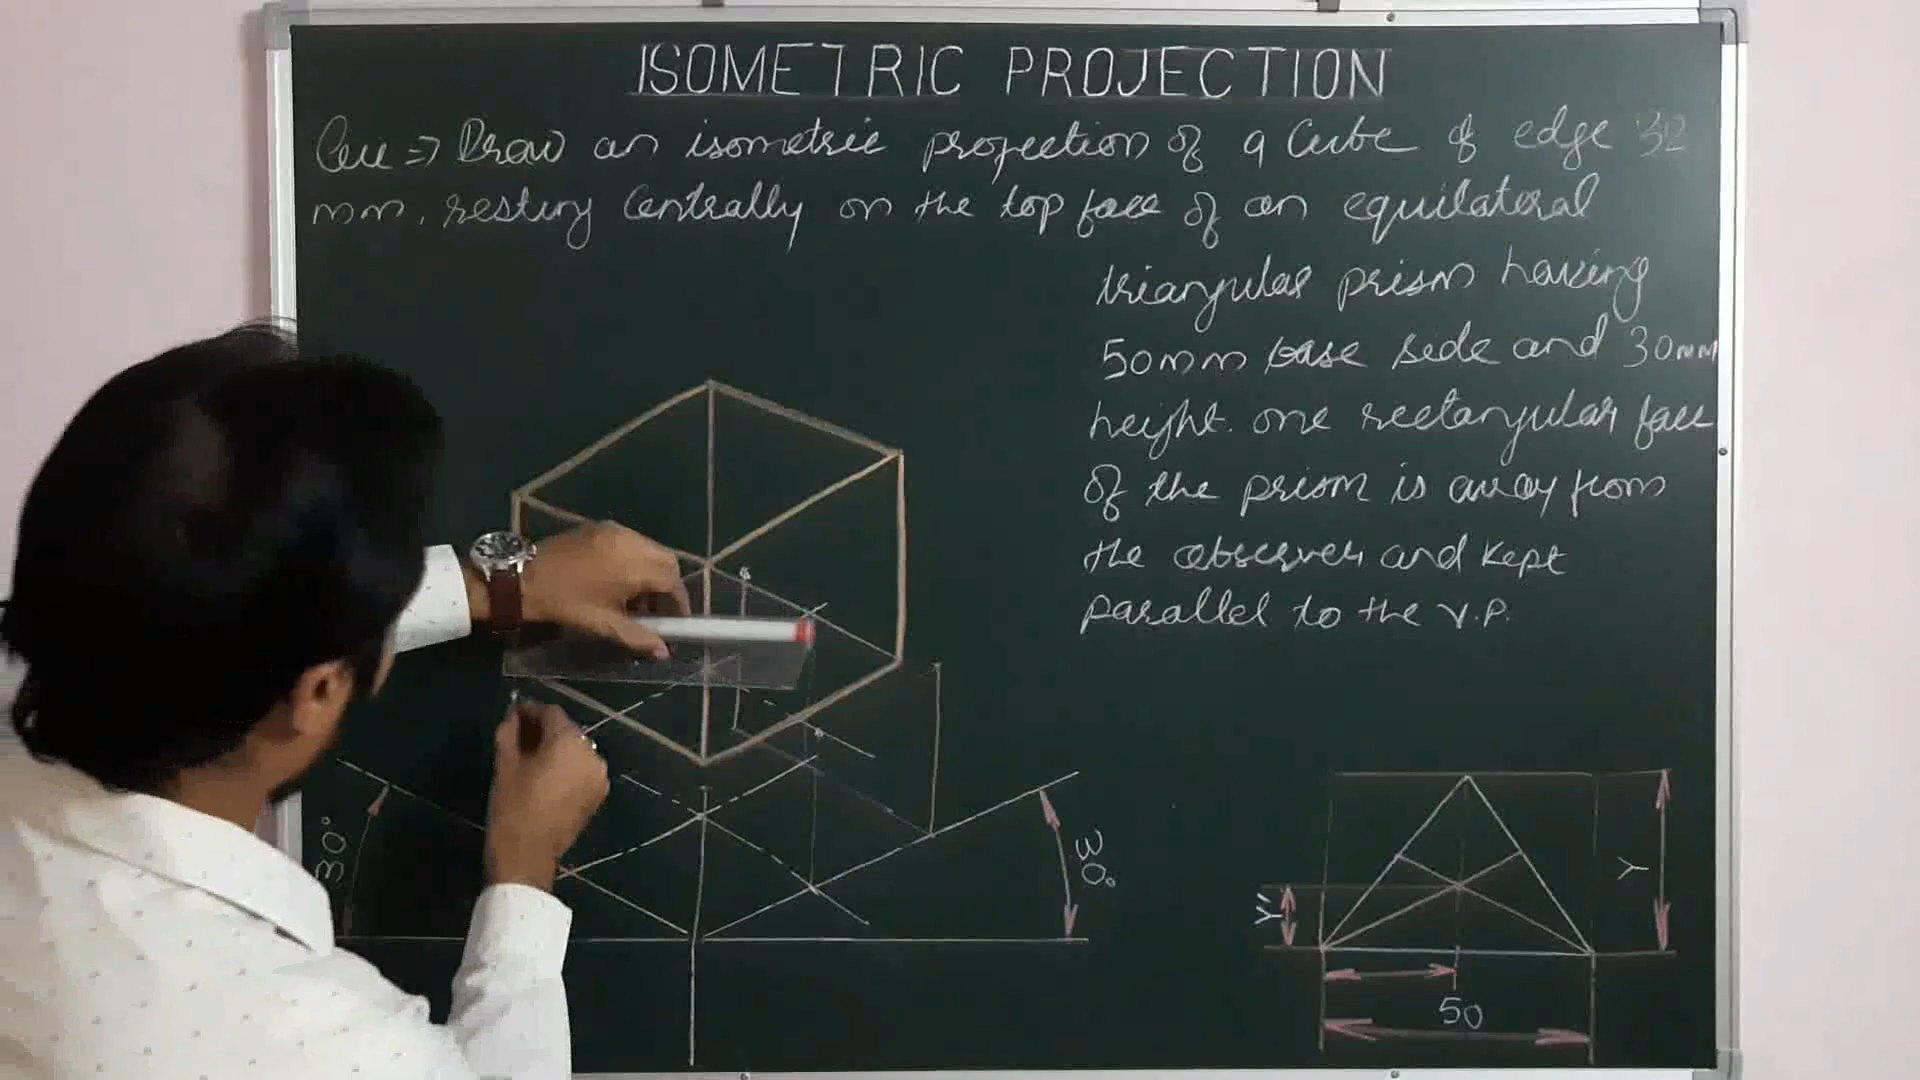 ISOMETRIC PROJECTION
Que ⇒ Draw an isometric projection of a Cube of edge 30
mm, resting Centrally on the top face of an equilateral
triangular prism having
50mm base side and 30mm
height. one rectangular face
of the prism is away from
the observer and kept
parallel to the V.P.
30°
30°
Y
Y"
50